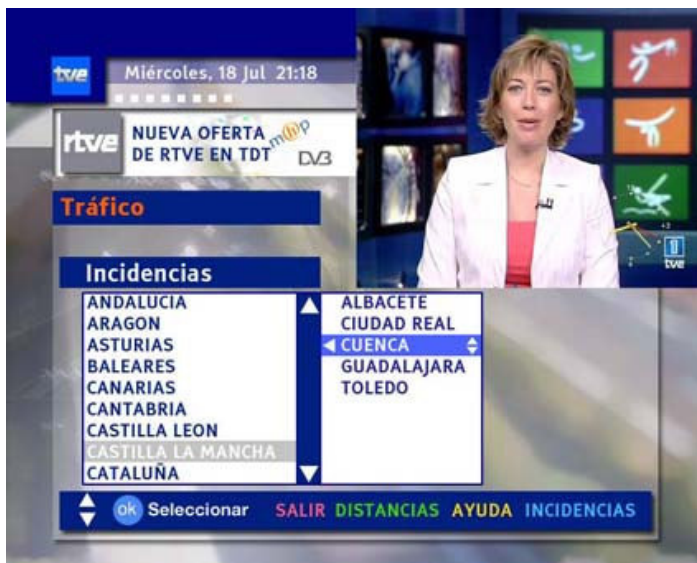 tve
Miércoles, 18 Jul 21:18
rtve
NUEVA OFERTA
DE RTVE EN TDT
mhp
DVB
Tráfico
+3
1
tve
Incidencias
ANDALUCIA
ARAGON
ASTURIAS
BALEARES
CANARIAS
CANTABRIA
CASTILLA LEON
CASTILLA LA MANCHA
CATALUÑA
ALBACETE
CIUDAD REAL
CUENCA
GUADALAJARA
TOLEDO
ok Seleccionar SALIR DISTANCIAS AYUDA INCIDENCIAS